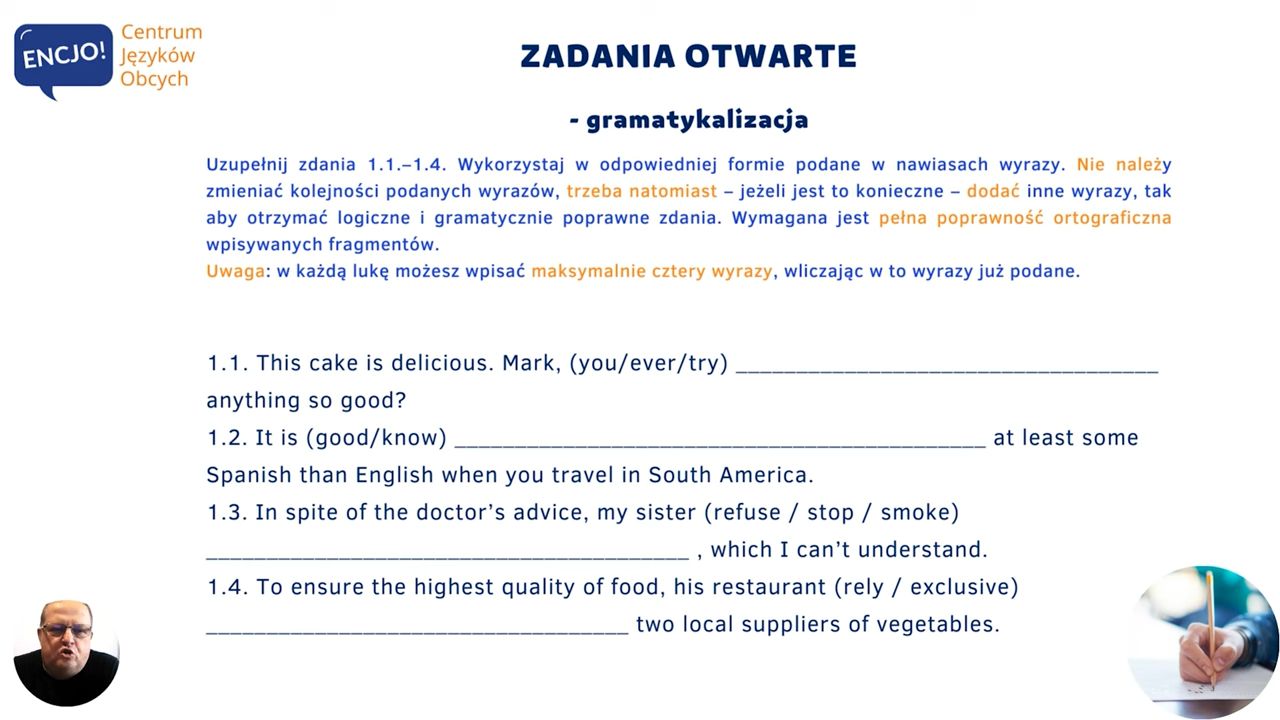 ENCJO!
Centrum
Języków
Obcych
ZADANIA OTWARTE
- gramatykalizacja
Uzupełnij zdania 1.1.–1.4. Wykorzystaj w odpowiedniej formie podane w nawiasach wyrazy. Nie należy
zmieniać kolejności podanych wyrazów, trzeba natomiast – jeżeli jest to konieczne – dodać inne wyrazy, tak
aby otrzymać logiczne i gramatycznie poprawne zdania. Wymagana jest pełna poprawność ortograficzna
wpisywanych fragmentów.
Uwaga: w każdą lukę możesz wpisać maksymalnie cztery wyrazy, wliczając w to wyrazy już podane.
1.1. This cake is delicious. Mark, (you/ever/try) ___________________________________
anything so good?
1.2. It is (good/know) ____________________________________________ at least some
Spanish than English when you travel in South America.
1.3. In spite of the doctor’s advice, my sister (refuse / stop / smoke)
________________________________________ , which I can’t understand.
1.4. To ensure the highest quality of food, his restaurant (rely / exclusive)
___________________________________ two local suppliers of vegetables.